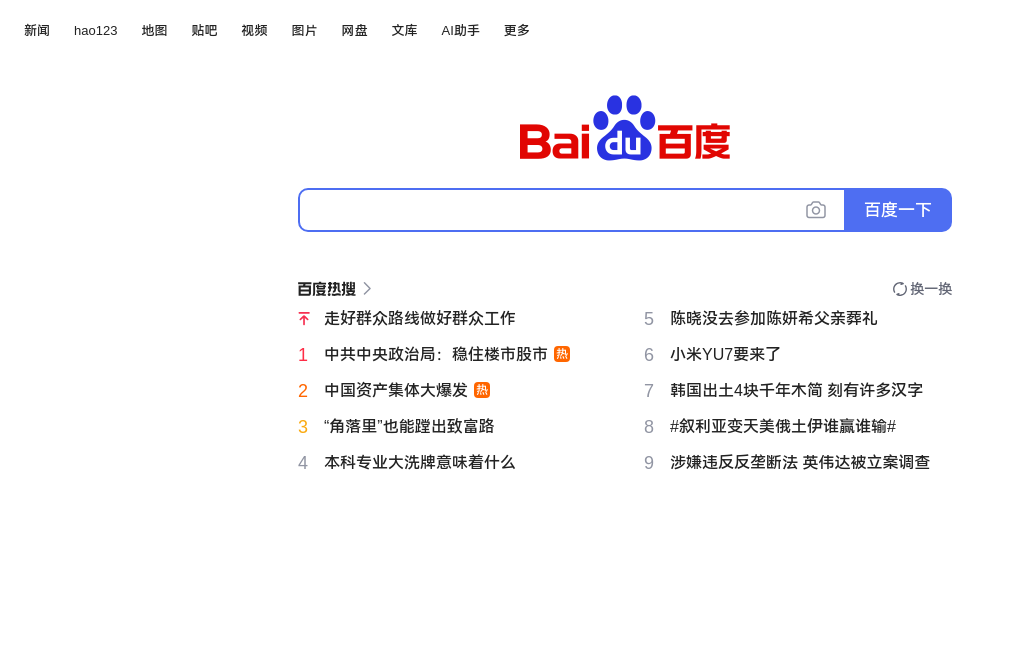 新闻 hao123 地图 贴吧 视频 图片 网盘 文库 AI助手 更多
Bai du 百度
百度一下
百度热搜 换一换
走好群众路线做好群众工作
1 中共中央政治局：稳住楼市股市 热
2 中国资产集体大爆发 热
3 “角落里”也能蹚出致富路
4 本科专业大洗牌意味着什么
5 陈晓没去参加陈妍希父亲葬礼
6 小米YU7要来了
7 韩国出土4块千年木简 刻有许多汉字
8 #叙利亚变天美俄土伊谁赢谁输#
9 涉嫌违反反垄断法 英伟达被立案调查